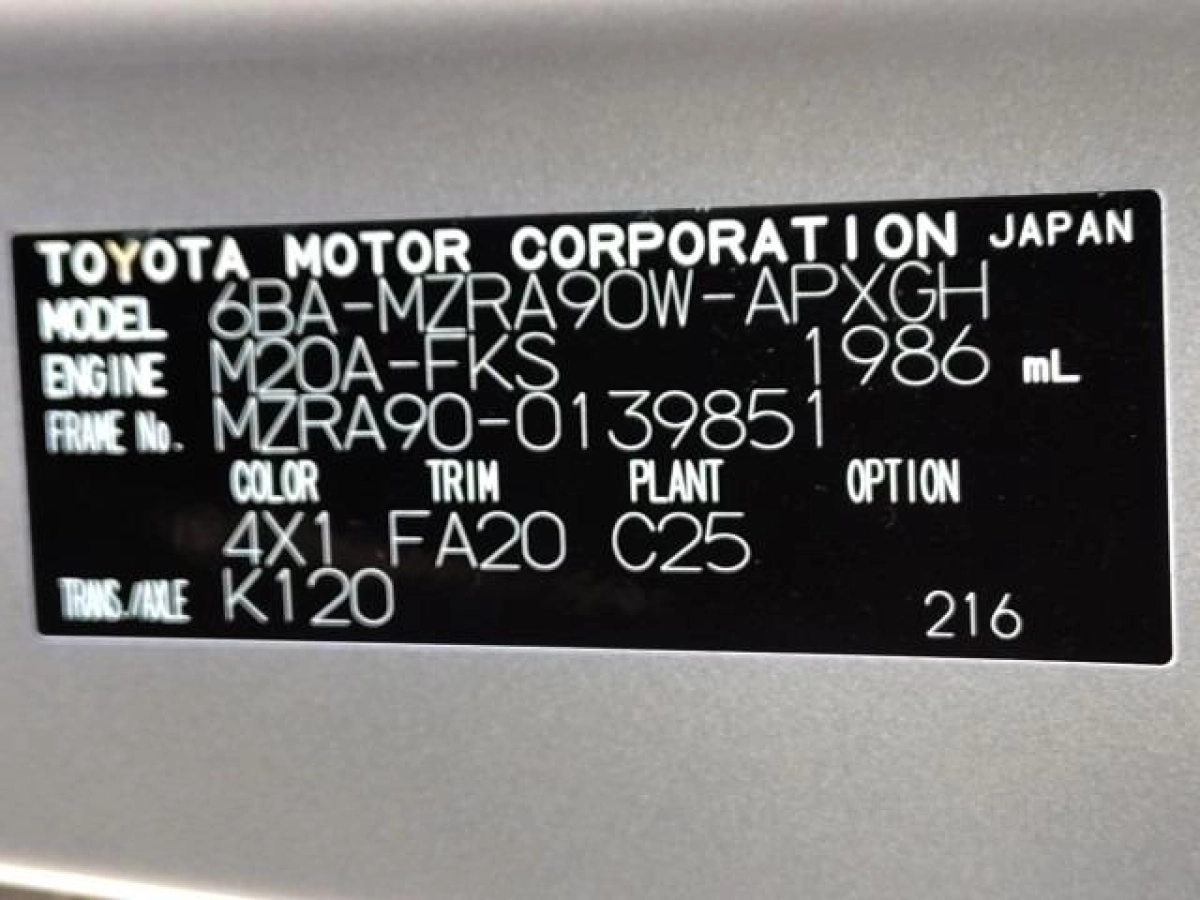 TOYOTA MOTOR CORPORATION JAPAN
MODEL 6BA-MZRA90W-APXGH
ENGINE M20A-FKS 1986 mL
FRAME No. MZRA90-0139851
COLOR TRIM PLANT OPTION
4X1 FA20 C25
TRANS./AXLE K120 216